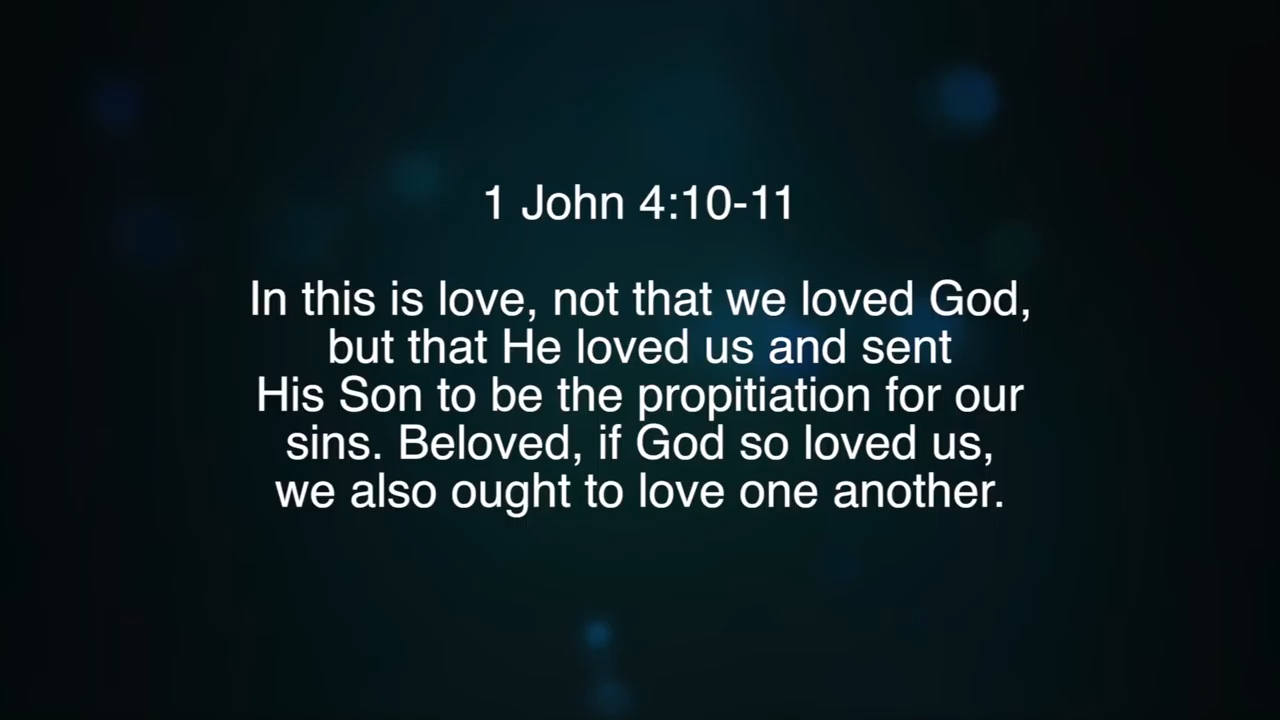 1 John 4:10-11
In this is love, not that we loved God,
but that He loved us and sent
His Son to be the propitiation for our
sins. Beloved, if God so loved us,
we also ought to love one another.